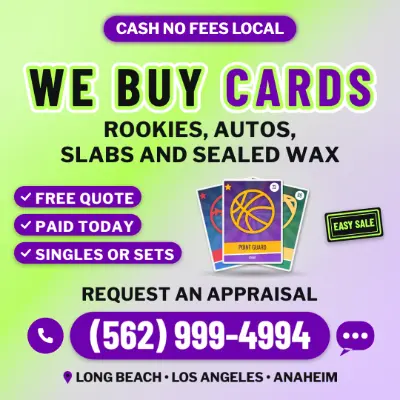 CASH NO FEES LOCAL
WE BUY CARDS
ROOKIES, AUTOS,
SLABS AND SEALED WAX
FREE QUOTE
PAID TODAY
SINGLES OR SETS
POINT GUARD
EASY SALE
REQUEST AN APPRAISAL
(562) 999-4994
LONG BEACH • LOS ANGELES • ANAHEIM